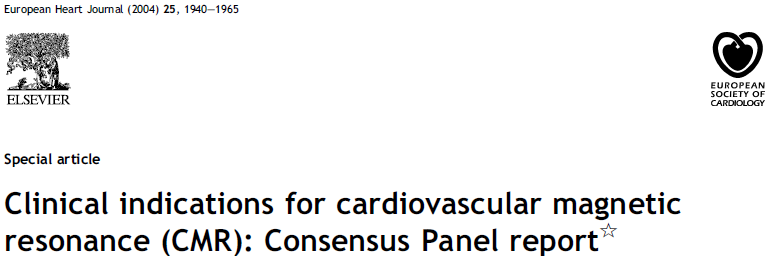 European Heart Journal (2004) 25, 1940–1965
ELSEVIER
EUROPEAN
SOCIETY OF
CARDIOLOGY
Special article
Clinical indications for cardiovascular magnetic
resonance (CMR): Consensus Panel report☆